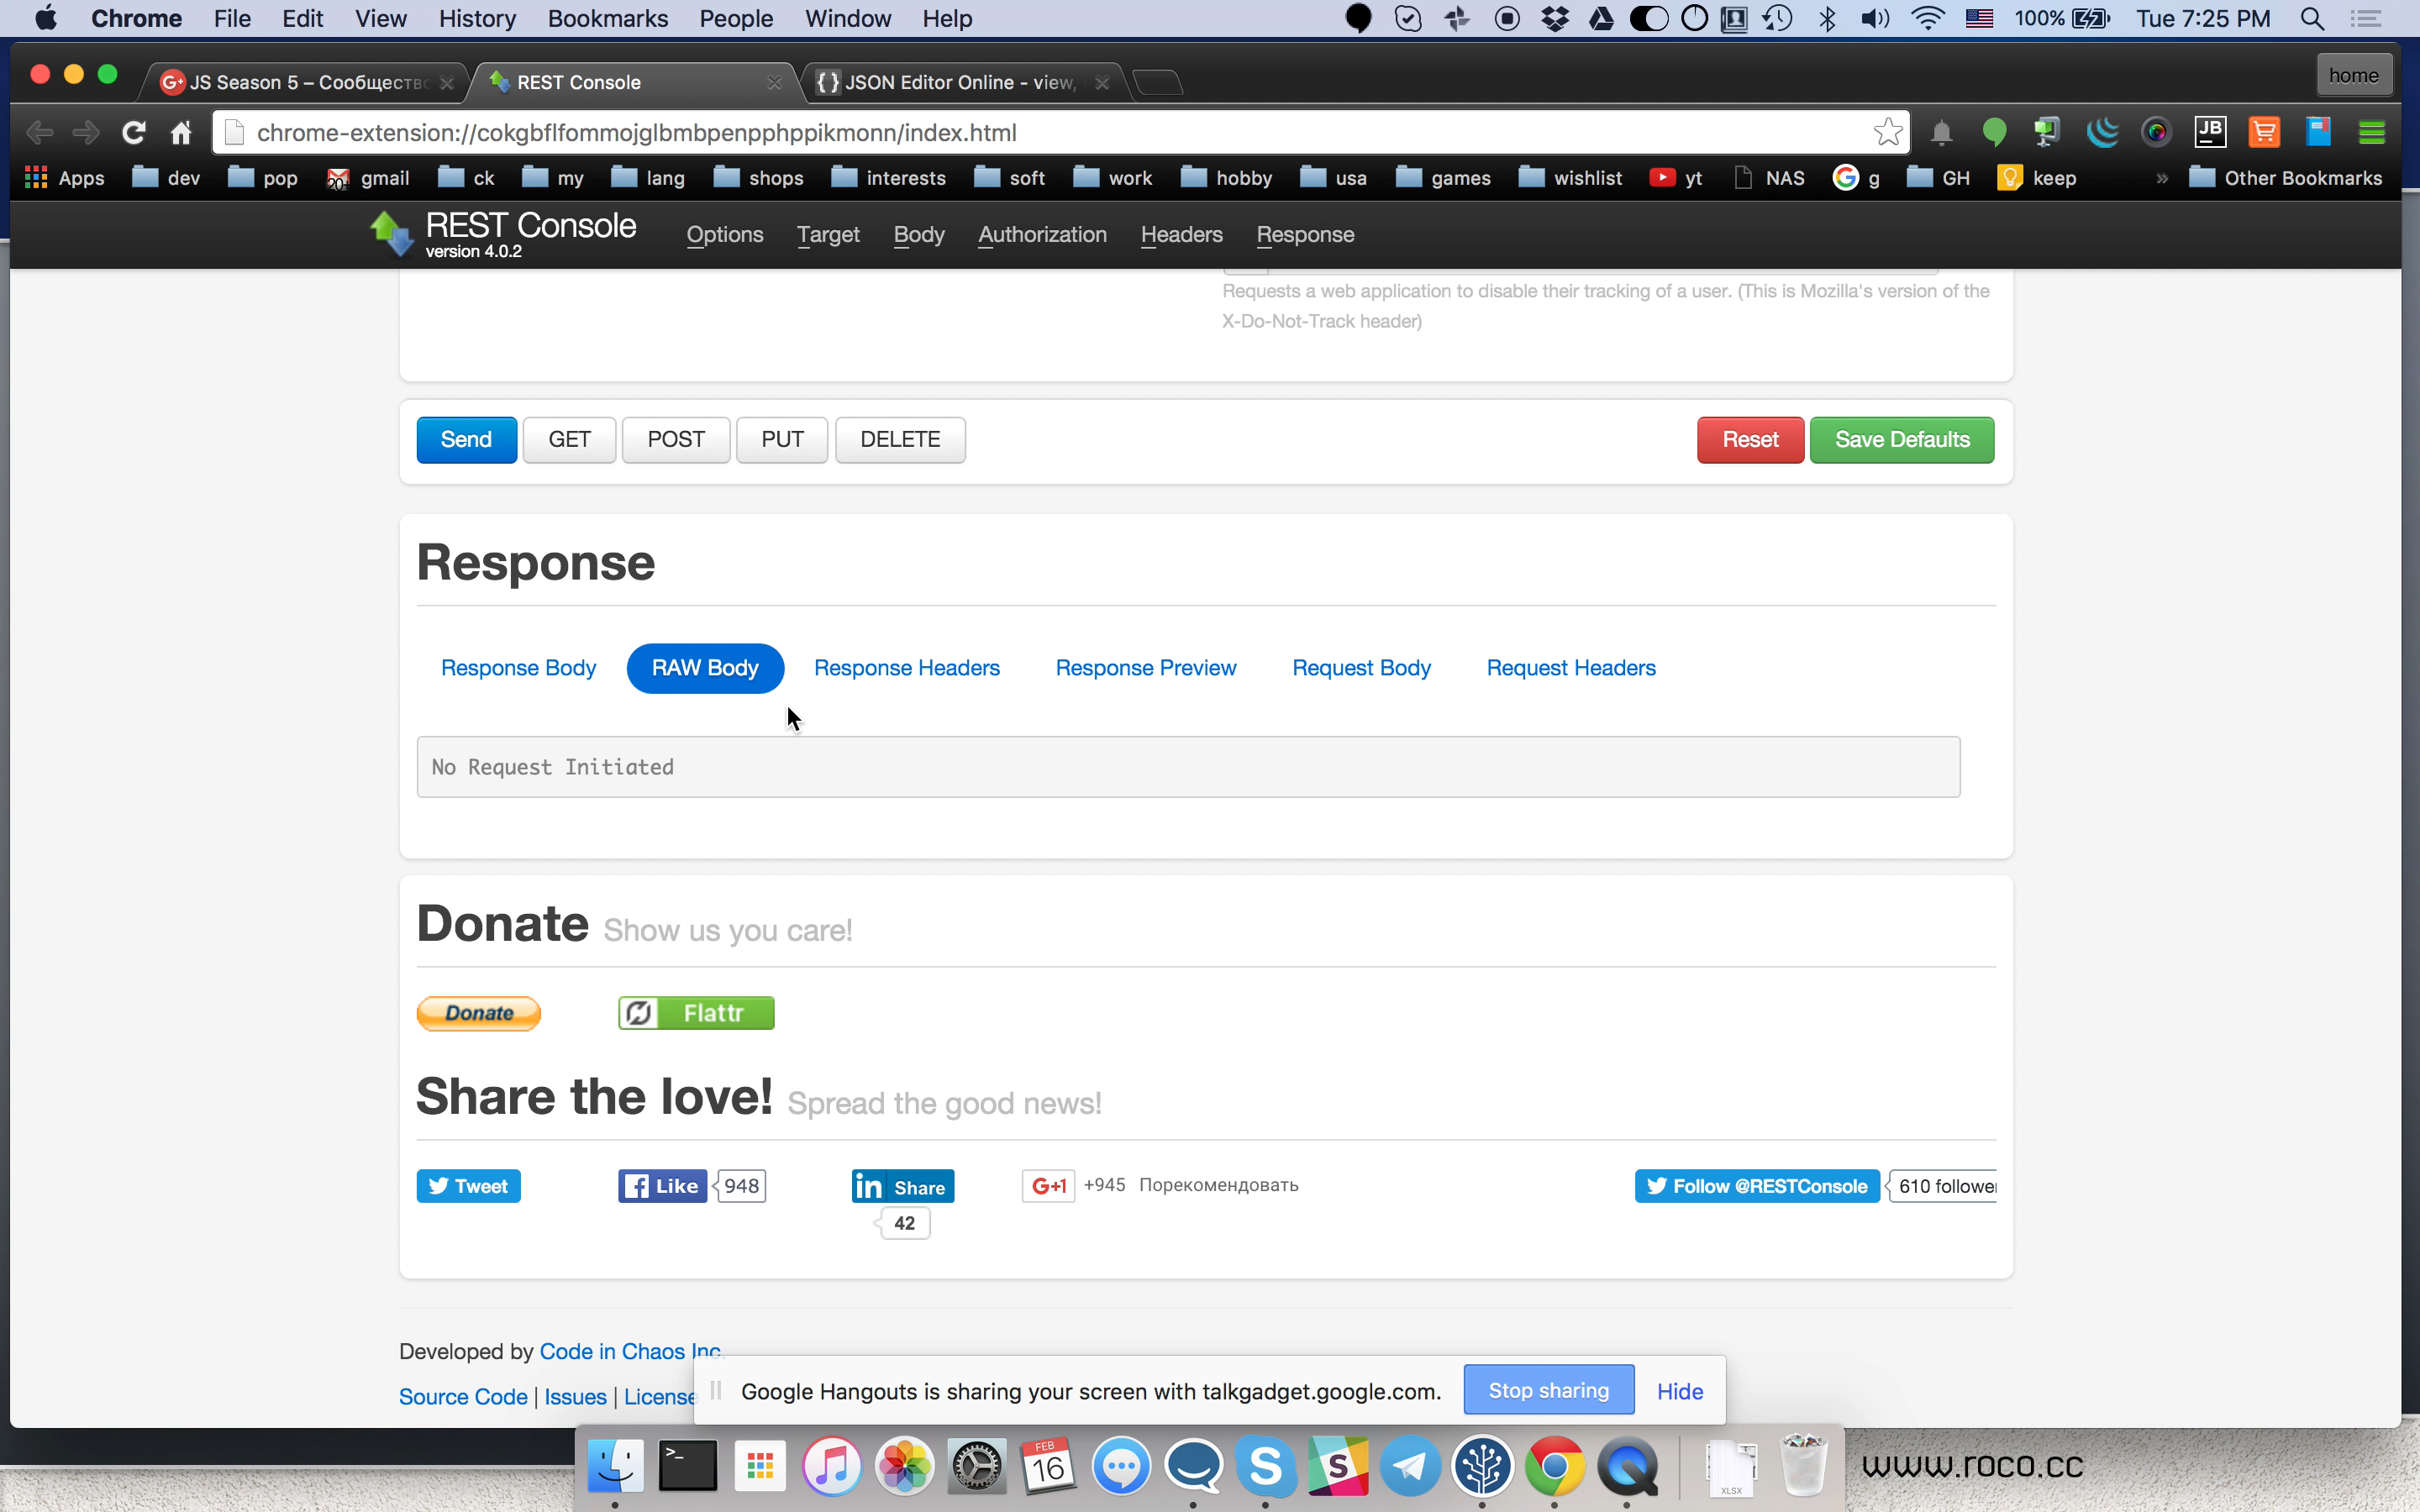 Chrome File Edit View History Bookmarks People Window Help 100% Tue 7:25 PM
JS Season 5 – Сообщество REST Console JSON Editor Online - view, home
chrome-extension://cokgbflfommojglbmbpenpphppikmonn/index.html JB
Apps dev pop gmail ck my lang shops interests soft work hobby usa games wishlist yt NAS g GH keep » Other Bookmarks
REST Console
version 4.0.2
Options Target Body Authorization Headers Response
Requests a web application to disable their tracking of a user. (This is Mozilla's version of the
X-Do-Not-Track header)
Send GET POST PUT DELETE Reset Save Defaults
Response
Response Body RAW Body Response Headers Response Preview Request Body Request Headers
No Request Initiated
Donate Show us you care!
Donate Flattr
Share the love! Spread the good news!
Tweet Like 948 in Share G+1 +945 Порекомендовать Follow @RESTConsole 610 follower
42
Developed by Code in Chaos Inc.
Source Code | Issues | License
Google Hangouts is sharing your screen with talkgadget.google.com. Stop sharing Hide
FEB
16
XLSX
www.roco.cc